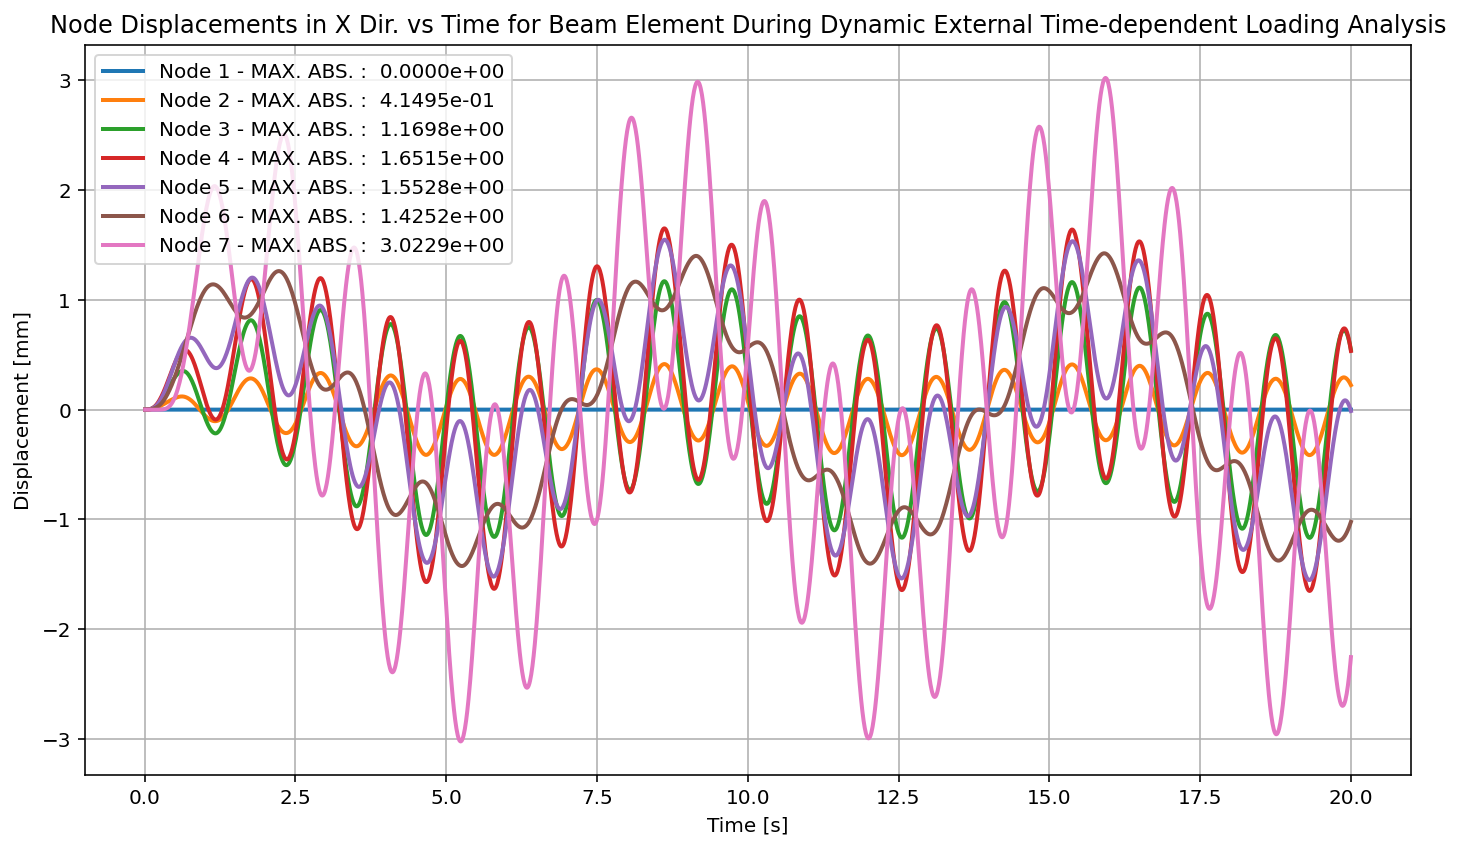 Node Displacements in X Dir. vs Time for Beam Element During Dynamic External Time-dependent Loading Analysis
Node 1 - MAX. ABS. :  0.0000e+00
Node 2 - MAX. ABS. :  4.1495e-01
Node 3 - MAX. ABS. :  1.1698e+00
Node 4 - MAX. ABS. :  1.6515e+00
Node 5 - MAX. ABS. :  1.5528e+00
Node 6 - MAX. ABS. :  1.4252e+00
Node 7 - MAX. ABS. :  3.0229e+00
Displacement [mm]
3
2
1
0
−1
−2
−3
0.0 2.5 5.0 7.5 10.0 12.5 15.0 17.5 20.0
Time [s]